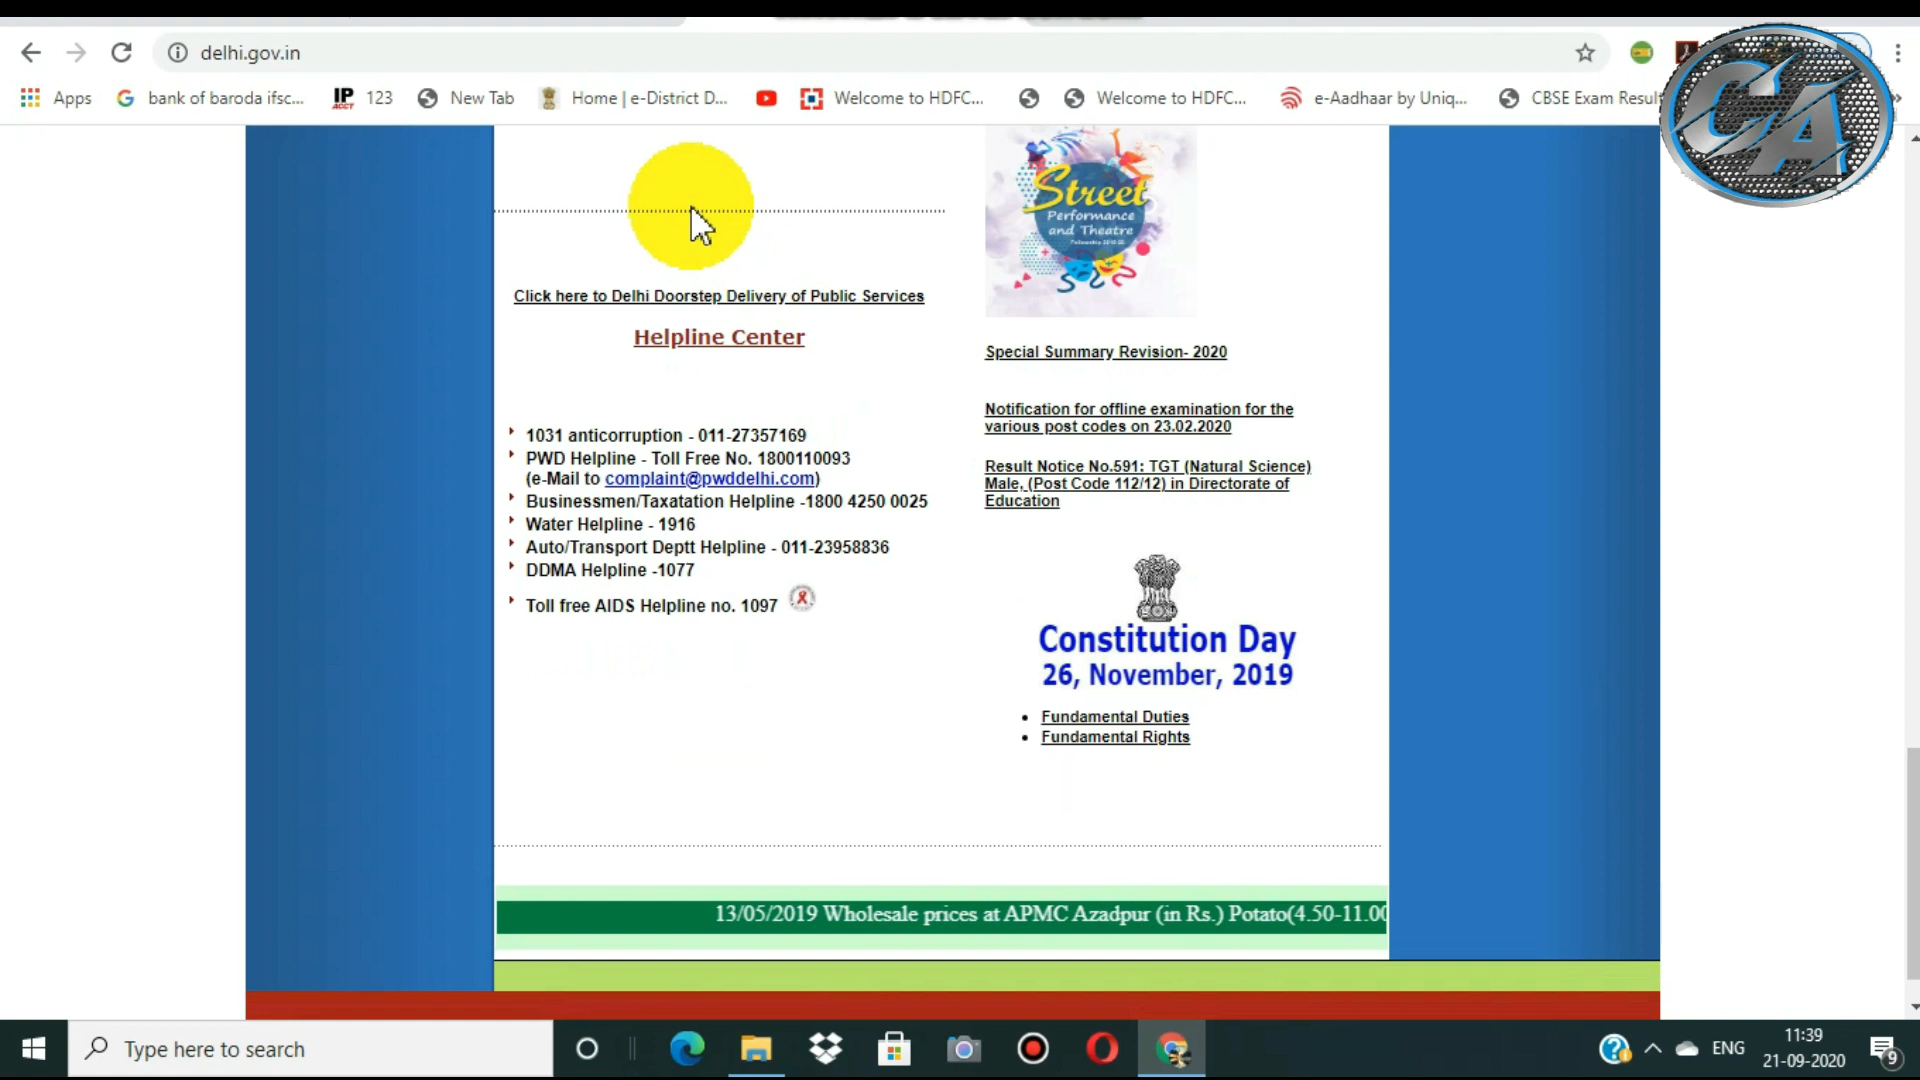 delhi.gov.in
Apps
bank of baroda ifsc...
IP
ACCT
123
New Tab
Home | e-District D...
Welcome to HDFC...
Welcome to HDFC...
e-Aadhaar by Uniq...
CBSE Exam Result
CA
Street
Performance
and Theatre
Click here to Delhi Doorstep Delivery of Public Services
Helpline Center
1031 anticorruption - 011-27357169
PWD Helpline - Toll Free No. 1800110093
(e-Mail to complaint@pwddelhi.com)
Businessmen/Taxatation Helpline -1800 4250 0025
Water Helpline - 1916
Auto/Transport Deptt Helpline - 011-23958836
DDMA Helpline -1077
Toll free AIDS Helpline no. 1097
Special Summary Revision- 2020
Notification for offline examination for the
various post codes on 23.02.2020
Result Notice No.591: TGT (Natural Science)
Male, (Post Code 112/12) in Directorate of
Education
Constitution Day
26, November, 2019
Fundamental Duties
Fundamental Rights
13/05/2019 Wholesale prices at APMC Azadpur (in Rs.) Potato(4.50-11.00
Type here to search
ENG
11:39
21-09-2020
9